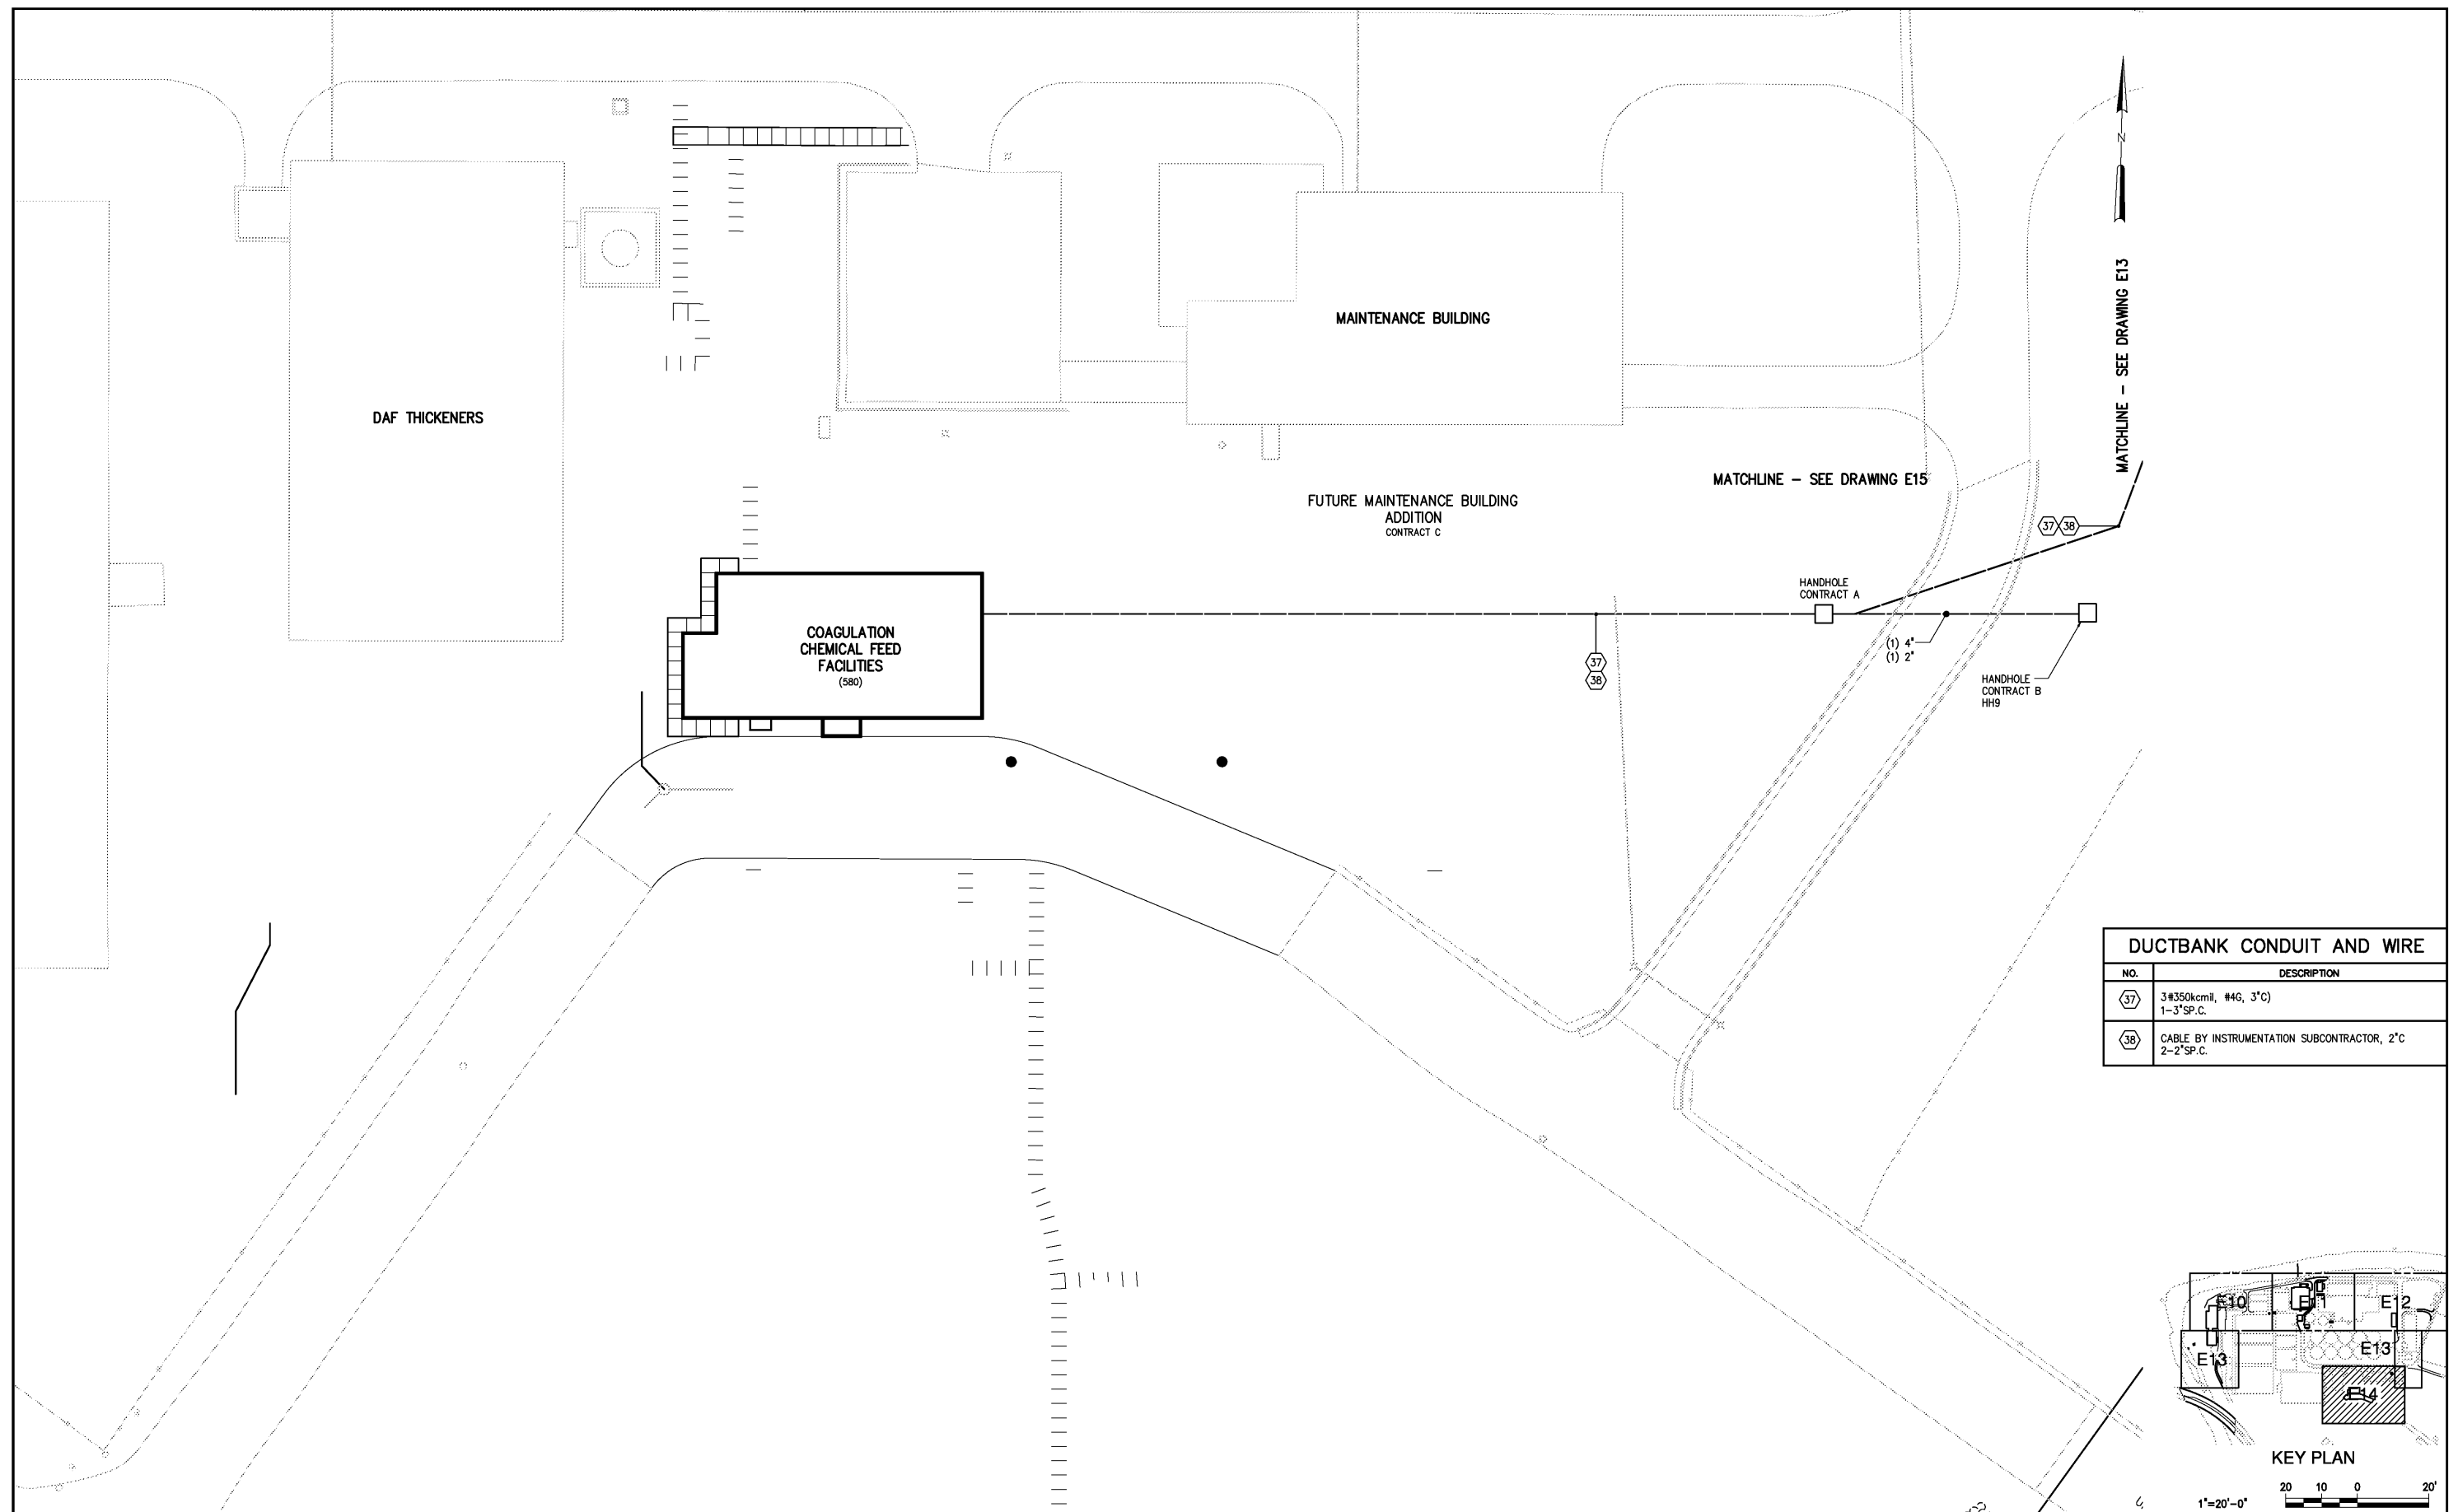 N
MATCHLINE – SEE DRAWING E13
MAINTENANCE BUILDING
DAF THICKENERS
MATCHLINE – SEE DRAWING E15
FUTURE MAINTENANCE BUILDING
ADDITION
CONTRACT C
37 38
HANDHOLE
CONTRACT A
COAGULATION
CHEMICAL FEED
FACILITIES
(580)
(1) 4"
(1) 2"
37
38
HANDHOLE
CONTRACT B
HH9
DUCTBANK CONDUIT AND WIRE
NO. DESCRIPTION
37 3#350kcmil, #4G, 3"C)
1–3"SP.C.
38 CABLE BY INSTRUMENTATION SUBCONTRACTOR, 2"C
2–2"SP.C.
E10 E11 E12
E13 E13
E14
KEY PLAN
20 10 0 20'
1"=20'-0"